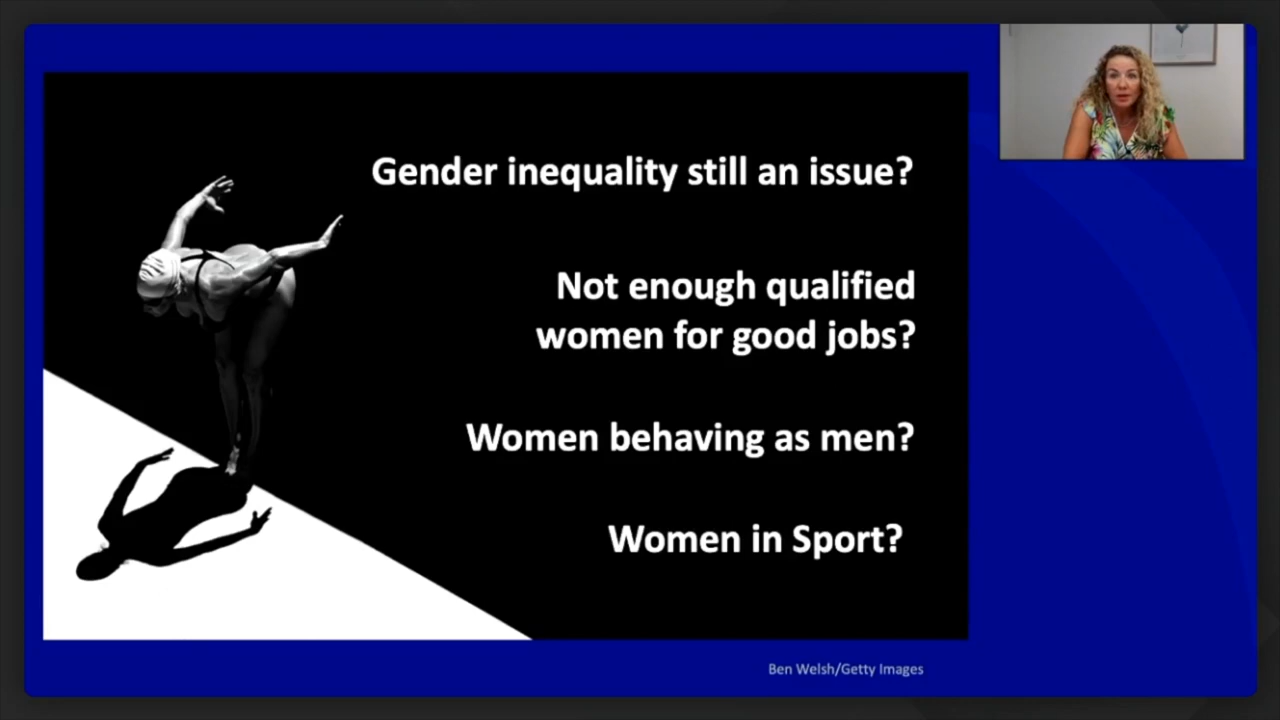 Gender inequality still an issue?
Not enough qualified
women for good jobs?
Women behaving as men?
Women in Sport?
Ben Welsh/Getty Images